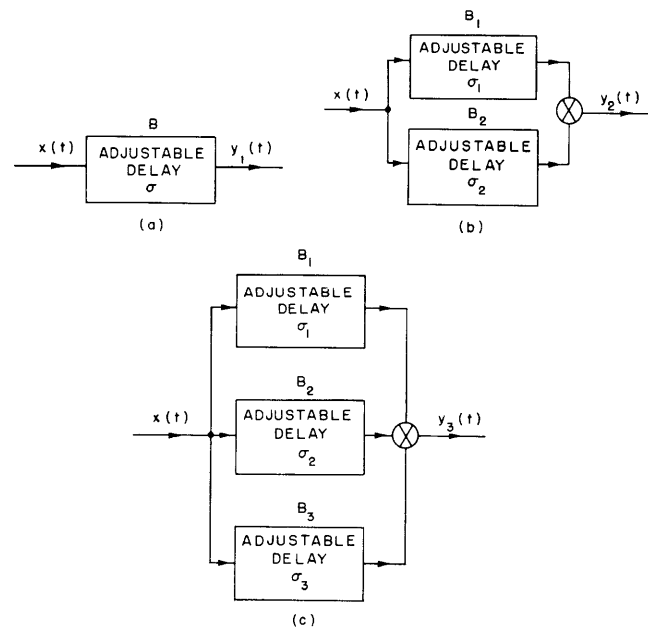 B
x(t)
ADJUSTABLE
DELAY
σ
y₁(t)
(a)
B₁
ADJUSTABLE
DELAY
σ₁
x(t)
y₂(t)
B₂
ADJUSTABLE
DELAY
σ₂
(b)
B₁
ADJUSTABLE
DELAY
σ₁
B₂
x(t)
ADJUSTABLE
DELAY
σ₂
y₃(t)
B₃
ADJUSTABLE
DELAY
σ₃
(c)